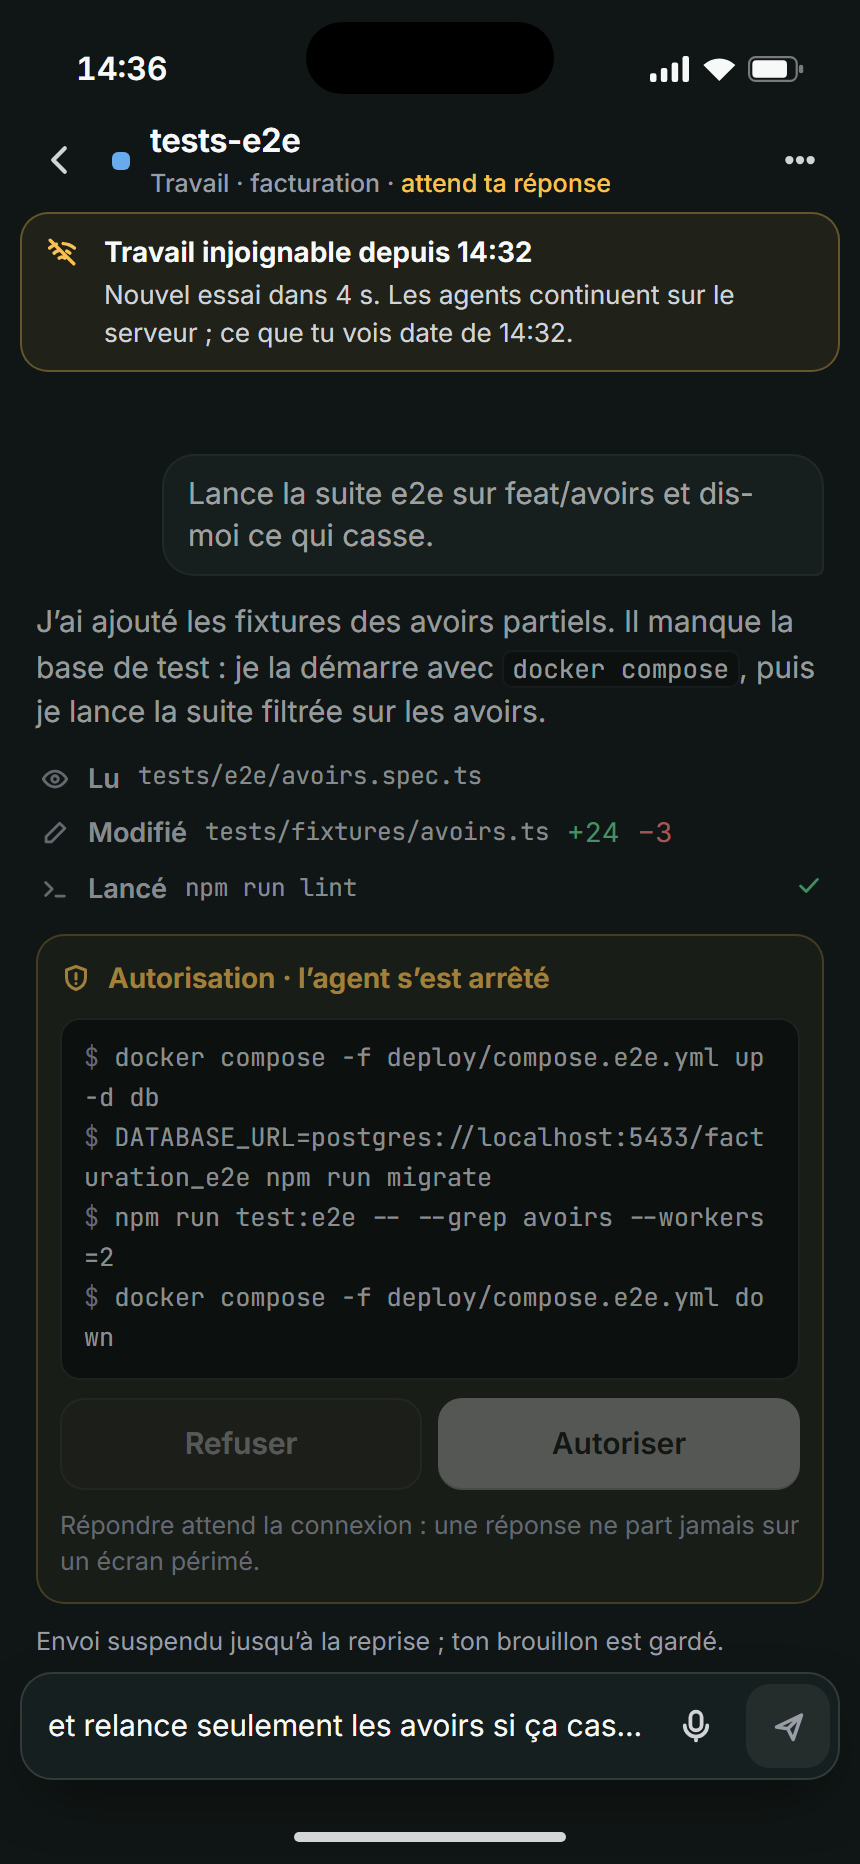 14:36
tests-e2e
Travail · facturation · attend ta réponse
Travail injoignable depuis 14:32
Nouvel essai dans 4 s. Les agents continuent sur le
serveur ; ce que tu vois date de 14:32.
Lance la suite e2e sur feat/avoirs et dis-
moi ce qui casse.
J’ai ajouté les fixtures des avoirs partiels. Il manque la
base de test : je la démarre avec docker compose, puis
je lance la suite filtrée sur les avoirs.
Lu tests/e2e/avoirs.spec.ts
Modifié tests/fixtures/avoirs.ts +24 −3
Lancé npm run lint
Autorisation · l’agent s’est arrêté
$ docker compose -f deploy/compose.e2e.yml up
-d db
$ DATABASE_URL=postgres://localhost:5433/fact
uration_e2e npm run migrate
$ npm run test:e2e -- --grep avoirs --workers
=2
$ docker compose -f deploy/compose.e2e.yml do
wn
Refuser
Autoriser
Répondre attend la connexion : une réponse ne part jamais sur
un écran périmé.
Envoi suspendu jusqu’à la reprise ; ton brouillon est gardé.
et relance seulement les avoirs si ça cas...